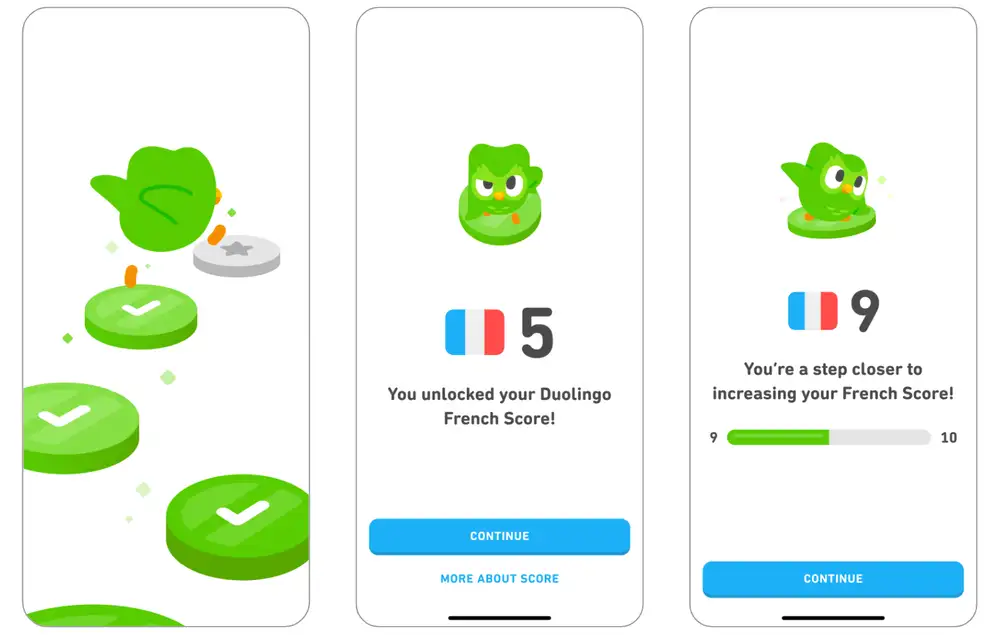 5
You unlocked your Duolingo
French Score!
CONTINUE
MORE ABOUT SCORE
9
You’re a step closer to
increasing your French Score!
9 10
CONTINUE